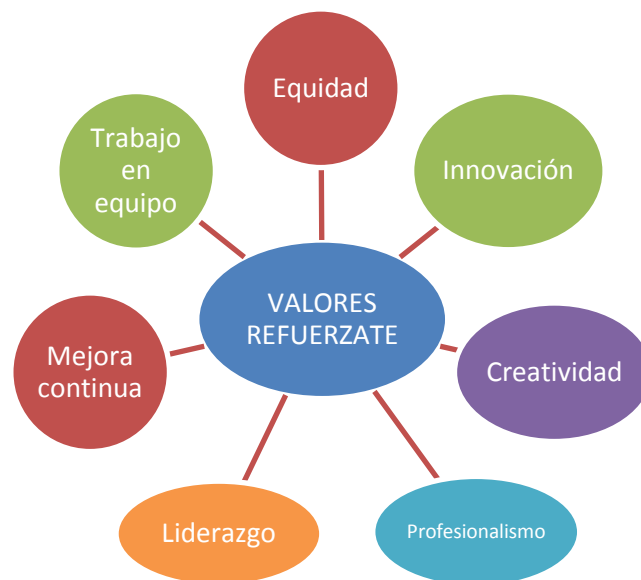 Equidad
Innovación
Creatividad
Profesionalismo
Liderazgo
Mejora
continua
Trabajo
en
equipo
VALORES
REFUERZATE